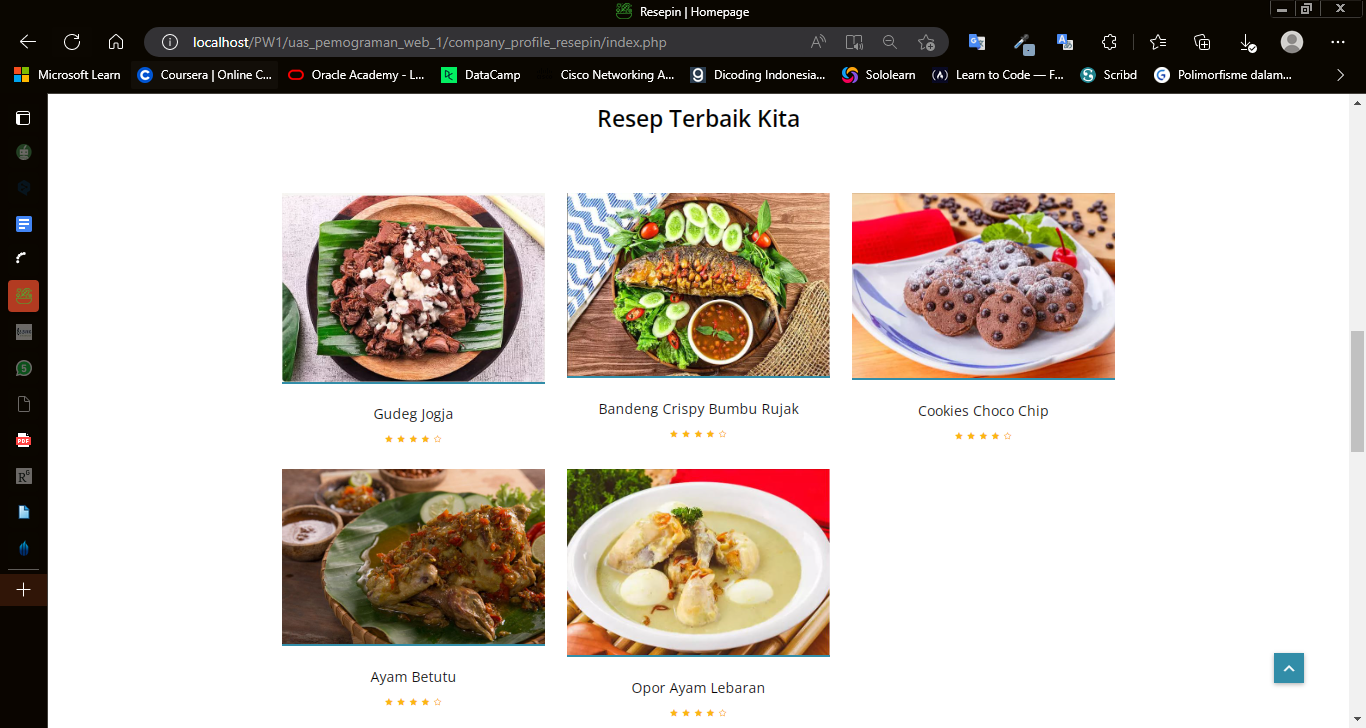 Resepin | Homepage
localhost/PW1/uas_pemograman_web_1/company_profile_resepin/index.php
Microsoft Learn
Coursera | Online C...
Oracle Academy - L...
DataCamp
Cisco Networking A...
Dicoding Indonesia...
Sololearn
Learn to Code — F...
Scribd
Polimorfisme dalam...
Resep Terbaik Kita
Gudeg Jogja
Bandeng Crispy Bumbu Rujak
Cookies Choco Chip
Ayam Betutu
Opor Ayam Lebaran